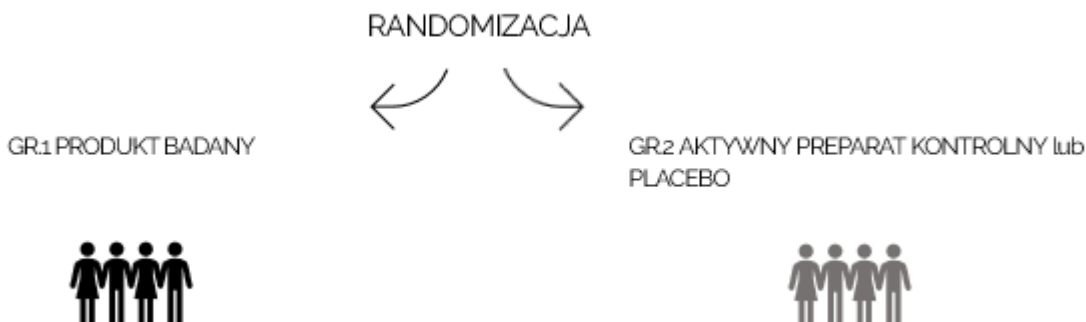 RANDOMIZACJA
GR.1 PRODUKT BADANY
GR.2 AKTYWNY PREPARAT KONTROLNY lub
PLACEBO